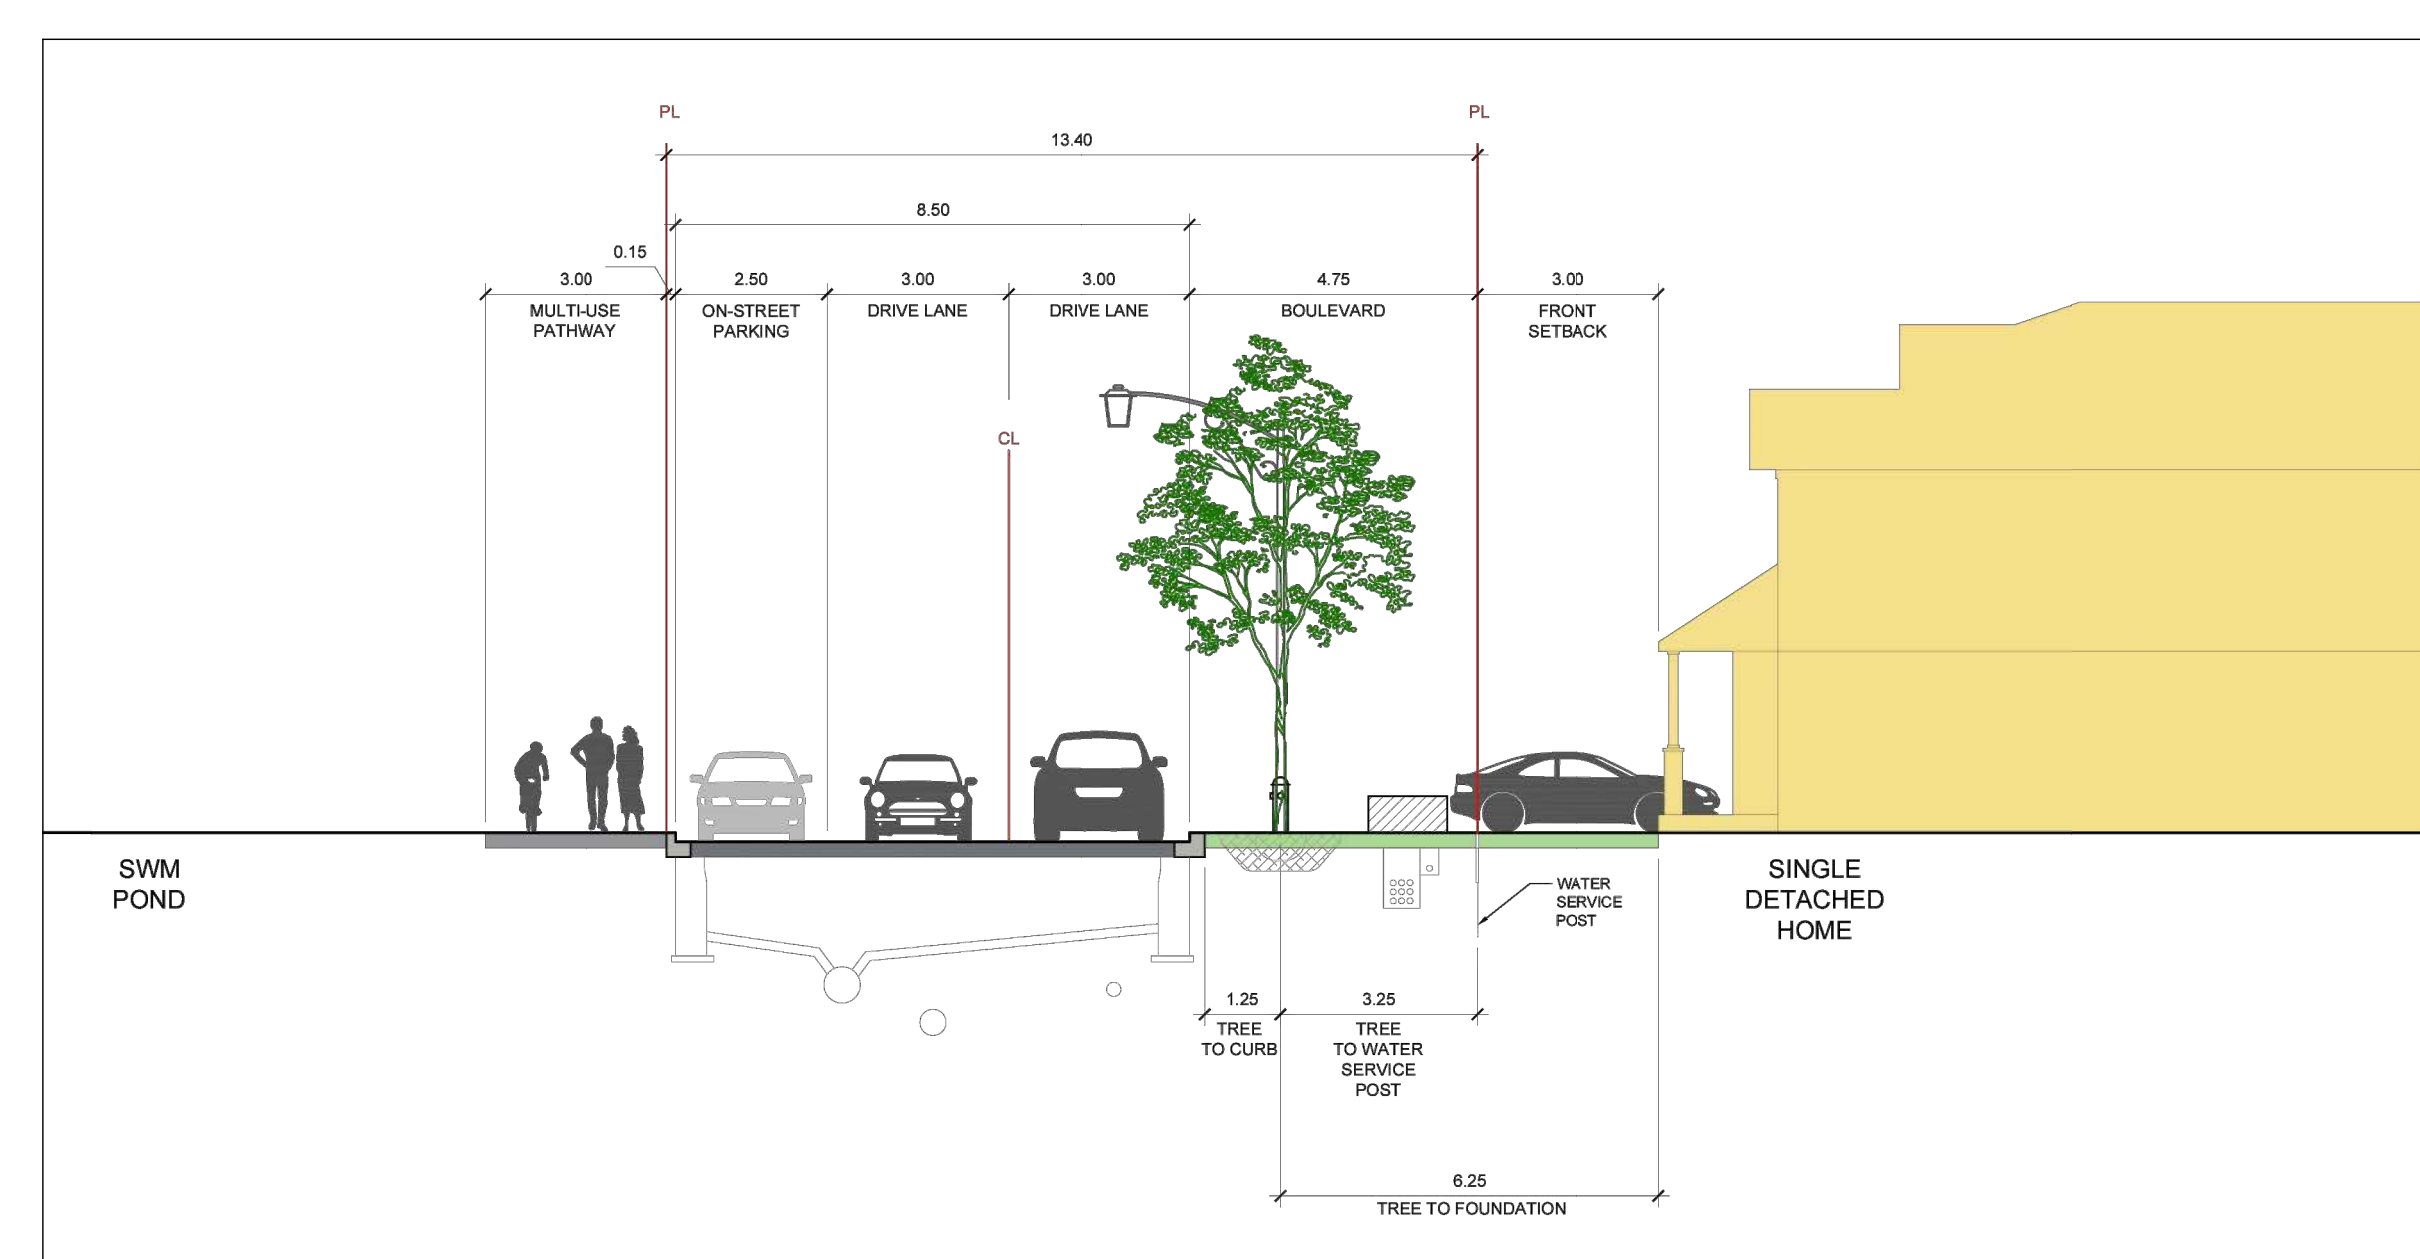 PL
PL
13.40
8.50
0.15
3.00
2.50
3.00
3.00
4.75
3.00
MULTI-USE
PATHWAY
ON-STREET
PARKING
DRIVE LANE
DRIVE LANE
BOULEVARD
FRONT
SETBACK
CL
SWM
POND
WATER
SERVICE
POST
SINGLE
DETACHED
HOME
1.25
TREE
TO CURB
3.25
TREE
TO WATER
SERVICE
POST
6.25
TREE TO FOUNDATION